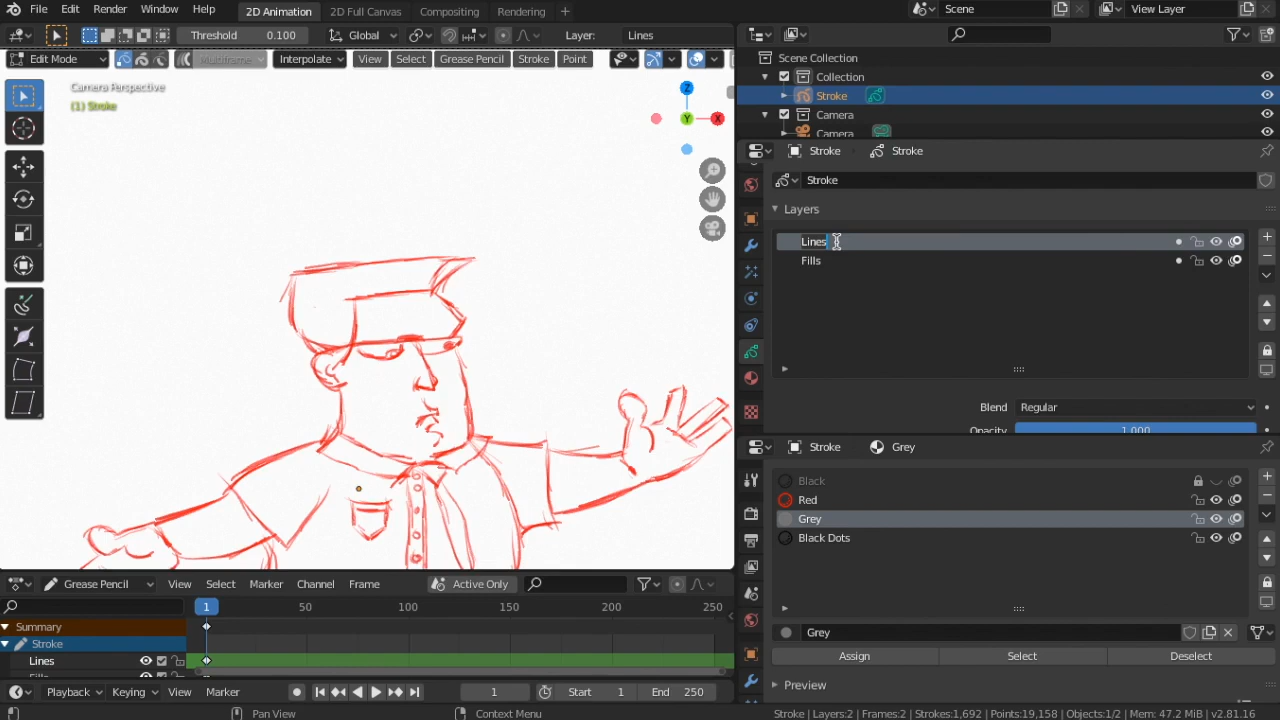 File Edit Render Window Help 2D Animation 2D Full Canvas Compositing Rendering + Scene View Layer
Threshold 0.100 Global Layer: Lines
Edit Mode Multiframe Interpolate View Select Grease Pencil Stroke Point
Scene Collection
Collection
Stroke
Camera
Camera
Camera Perspective
(1) Stroke
Z
Y
X
Stroke Stroke
Stroke
Layers
Lines
Fills
Blend Regular
Opacity 1.000
Stroke Grey
Black
Red
Grey
Black Dots
Grey
Assign Select Deselect
Preview
Grease Pencil View Select Marker Channel Frame Active Only
1 50 100 150 200 250
Summary
Stroke
Lines
Fills
Playback Keying View Marker 1 Start 1 End 250
Pan View Context Menu Stroke | Layers:2 | Frames:2 | Strokes:1,692 | Points:19,158 | Objects:1/2 | Mem: 47.2 MiB | v2.81.16